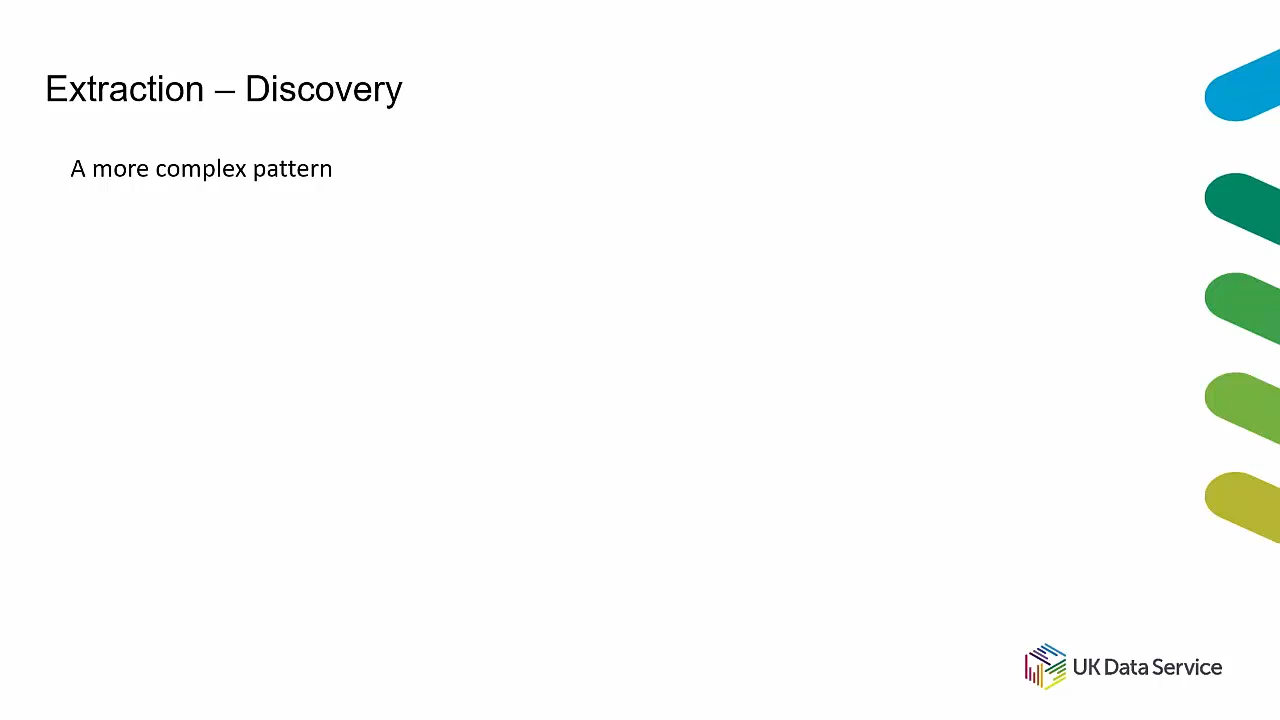 Extraction – Discovery
A more complex pattern
UK Data Service